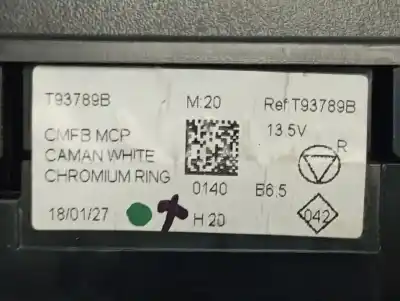 T93789B M:20 Ref T93789B
CMFB MCP 13.5V
CAMAN WHITE R
CHROMIUM RING 0140 E6.5
18/01/27 H 20 042